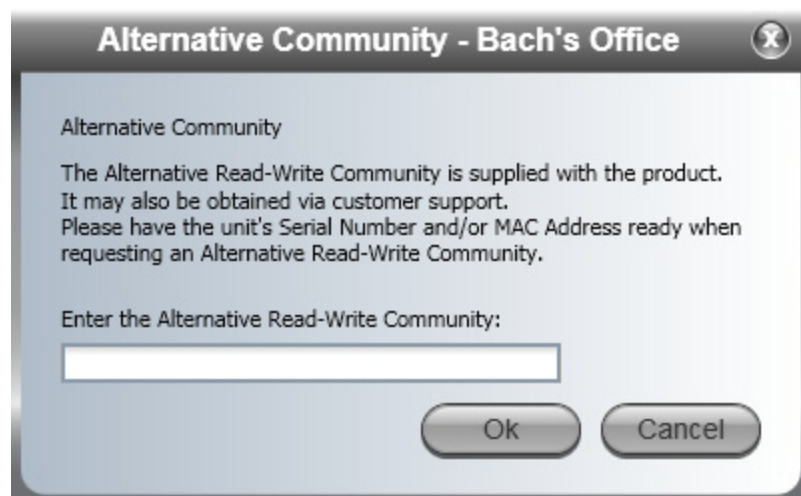 Alternative Community - Bach's Office
X
Alternative Community
The Alternative Read-Write Community is supplied with the product.
It may also be obtained via customer support.
Please have the unit's Serial Number and/or MAC Address ready when
requesting an Alternative Read-Write Community.
Enter the Alternative Read-Write Community:
Ok
Cancel